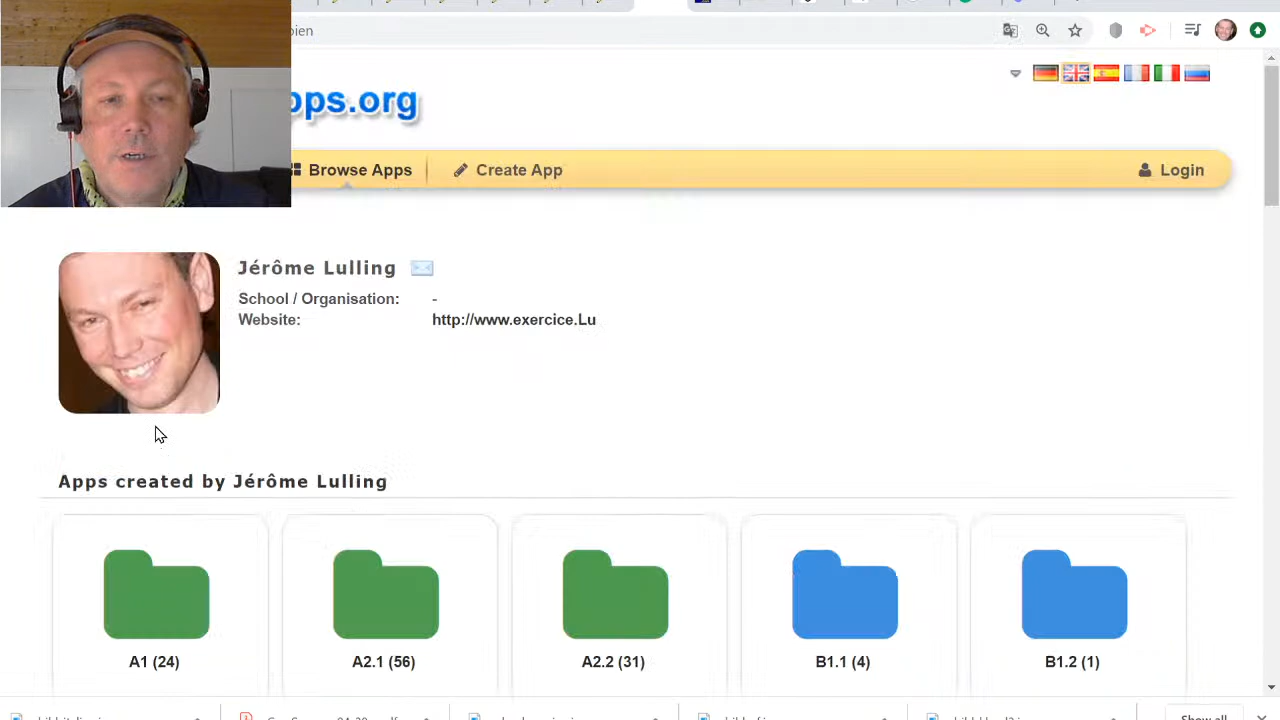 ien
pps.org
Browse Apps
Create App
Login
Jérôme Lulling
School / Organisation: -
Website: http://www.exercice.Lu
Apps created by Jérôme Lulling
A1 (24)
A2.1 (56)
A2.2 (31)
B1.1 (4)
B1.2 (1)
Show all